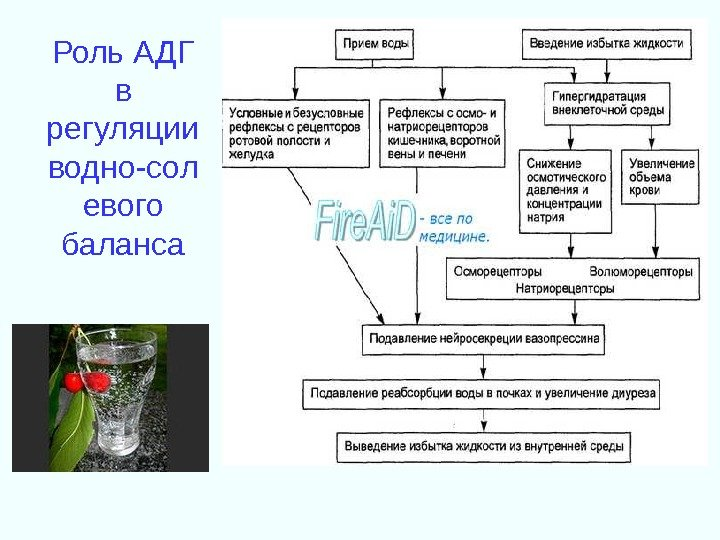 Роль АДГ
в
регуляции
водно-сол
евого
баланса
Прием воды
Введение избытка жидкости
Условные и безусловные
рефлексы с рецепторов
ротовой полости и
желудка
Рефлексы с осмо- и
натриорецепторов
кишечника, воротной
вены и печени
Гипергидратация
внеклеточной среды
Снижение
осмотического
давления и
концентрации
натрия
Увеличение
объема
крови
FireAiD - все по
медицине.
Осморецепторы Волюморецепторы
Натриорецепторы
Подавление нейросекреции вазопрессина
Подавление реабсорбции воды в почках и увеличение диуреза
Выведение избытка жидкости из внутренней среды